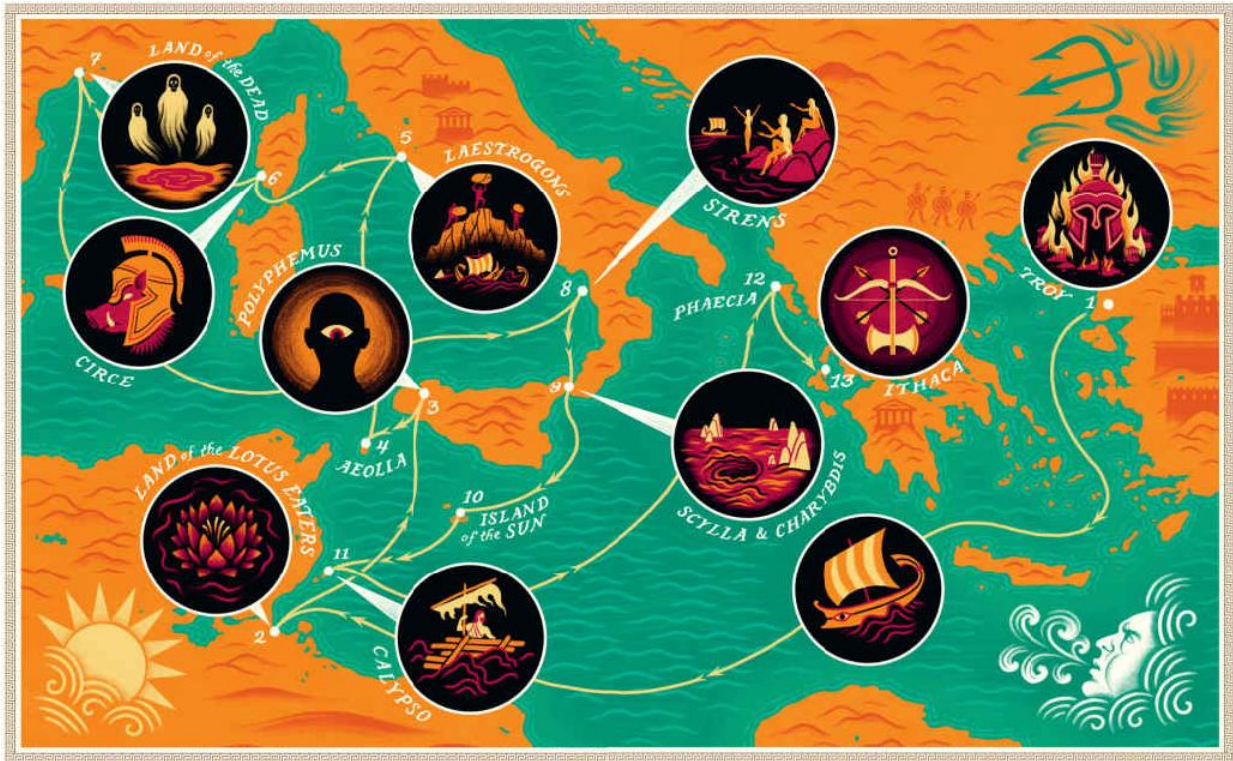 7
LAND of the DEAD
6
CIRCE
POLYPHEMUS
5
LAESTROGONS
SIRENS
8
9
3
4
AEOLIA
LAND of the LOTUS EATERS
2
10
ISLAND
of the SUN
11
CALYPSO
12
PHAECIA
13
ITHACA
SCYLLA & CHARYBDIS
TROY
1